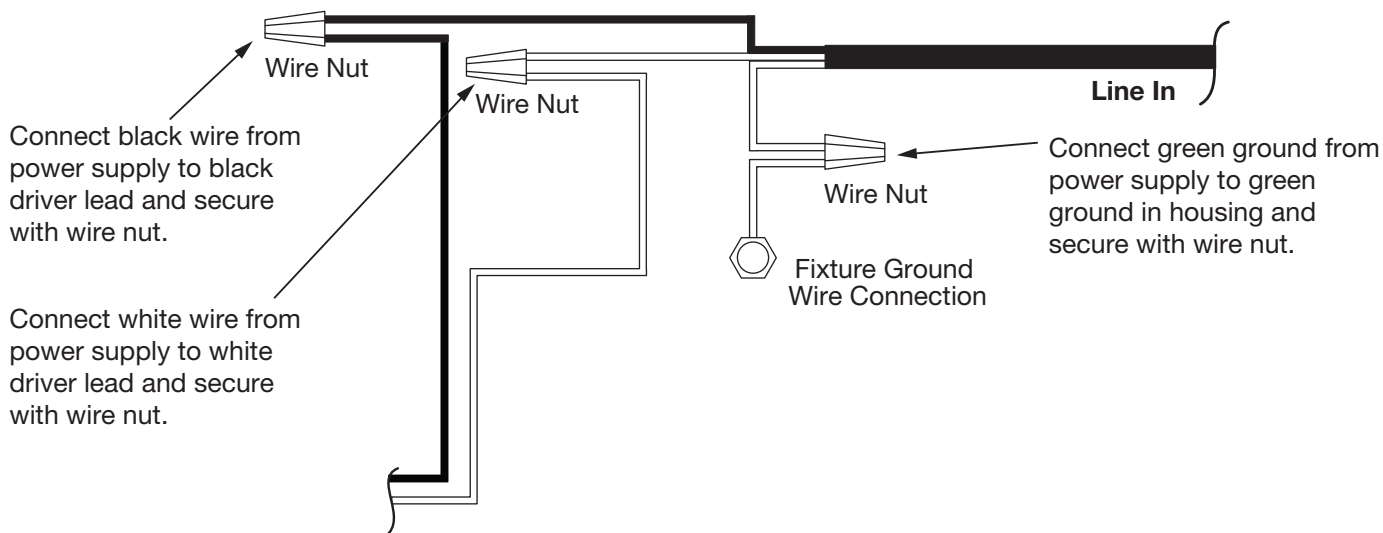 Wire Nut
Wire Nut
Line In
Connect black wire from
power supply to black
driver lead and secure
with wire nut.
Connect green ground from
power supply to green
ground in housing and
secure with wire nut.
Wire Nut
Fixture Ground
Wire Connection
Connect white wire from
power supply to white
driver lead and secure
with wire nut.